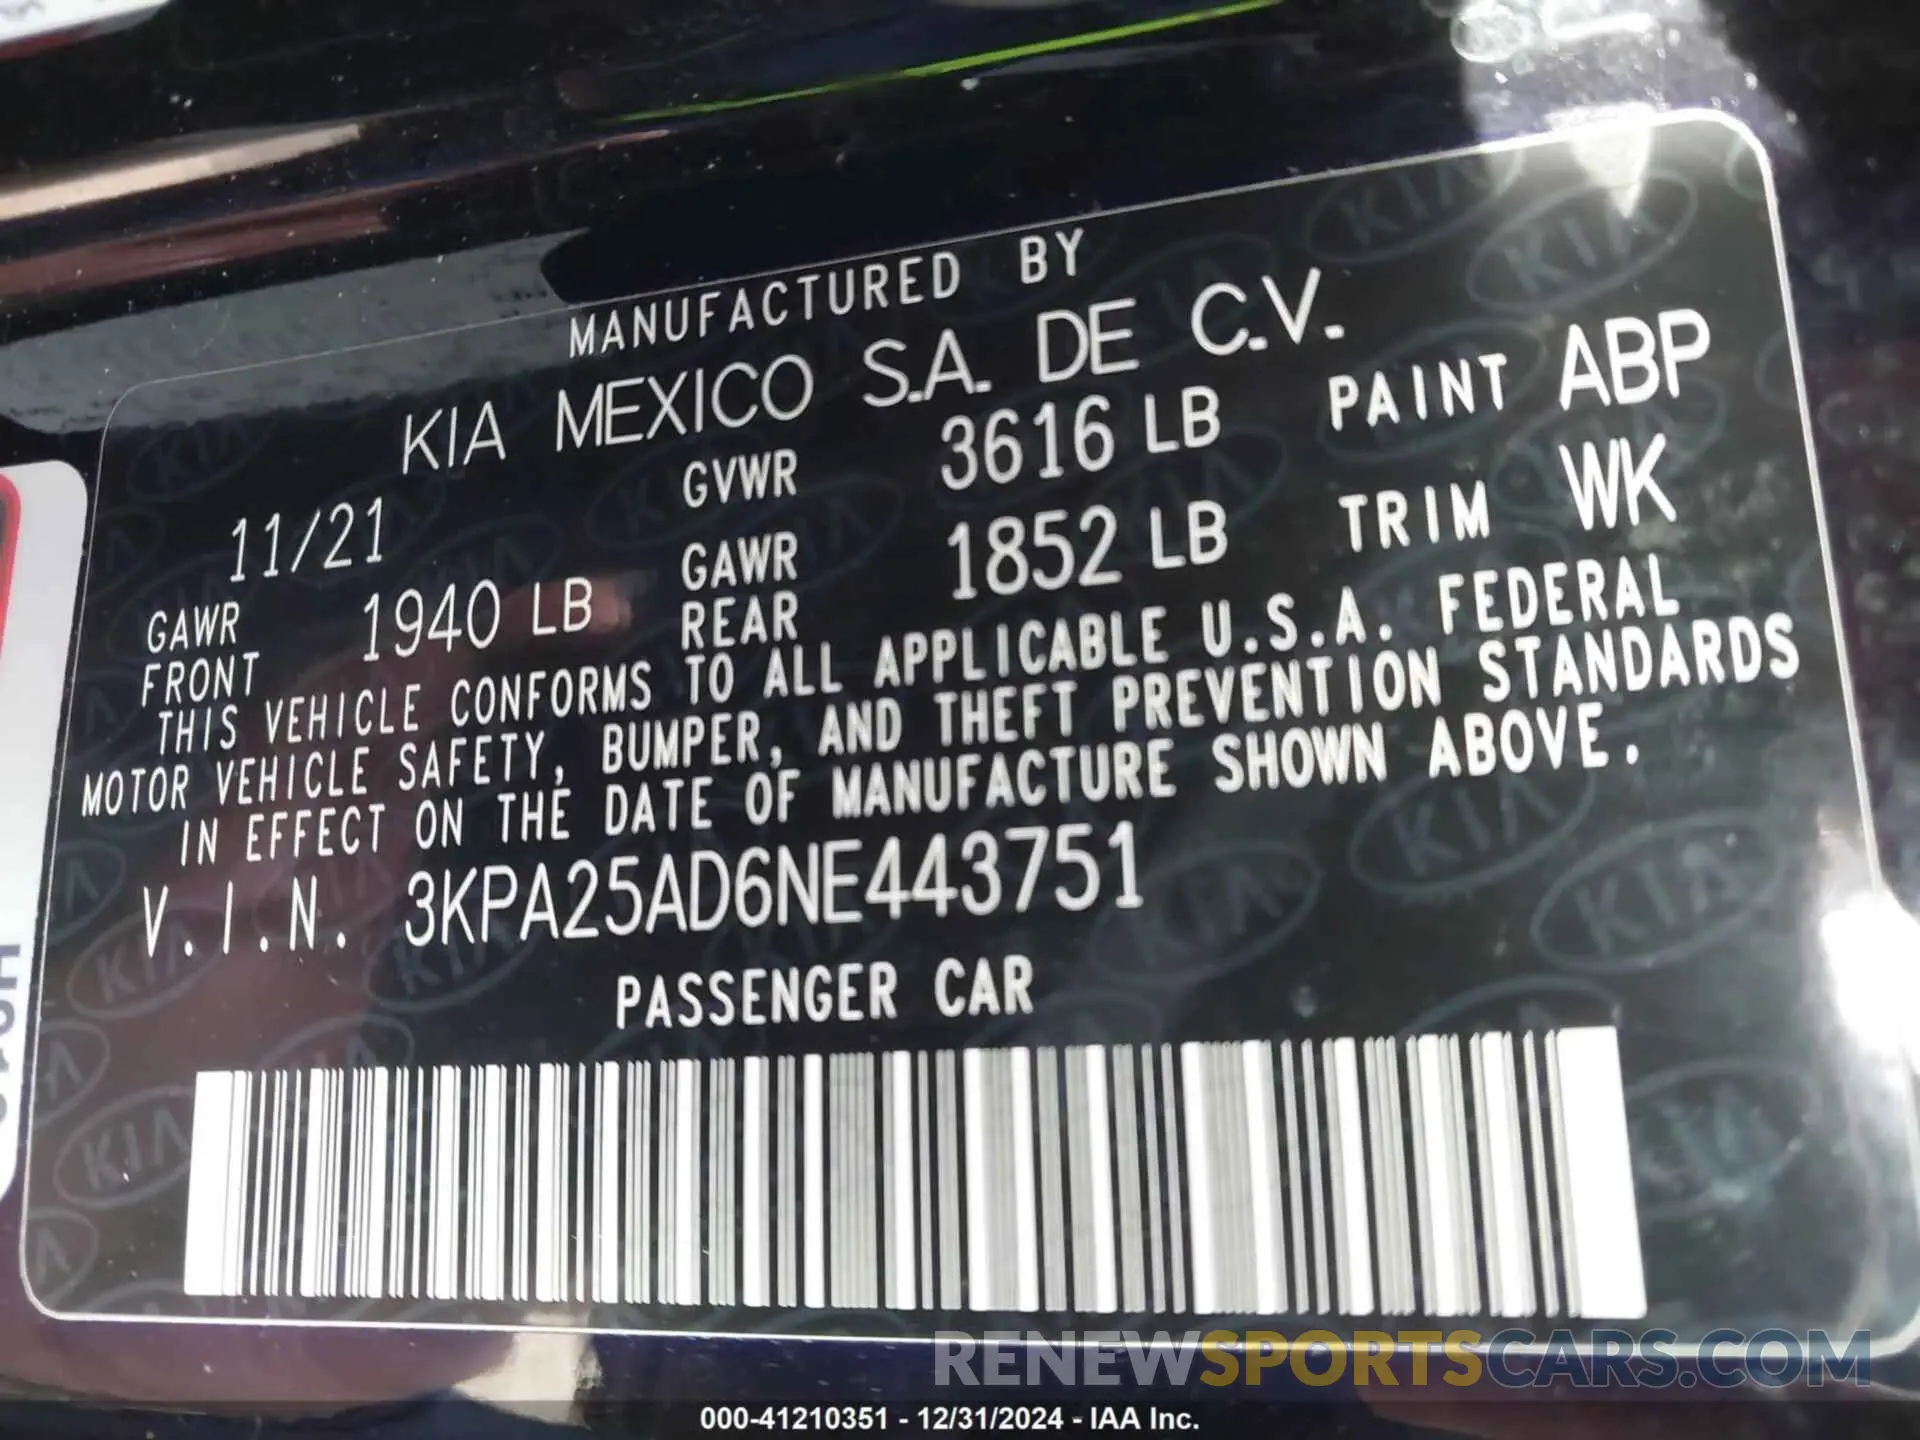 MANUFACTURED BY
KIA MEXICO S.A. DE C.V.
11/21 GVWR 3616 LB PAINT ABP
GAWR FRONT 1940 LB GAWR REAR 1852 LB TRIM WK
THIS VEHICLE CONFORMS TO ALL APPLICABLE U.S.A. FEDERAL
MOTOR VEHICLE SAFETY, BUMPER, AND THEFT PREVENTION STANDARDS
IN EFFECT ON THE DATE OF MANUFACTURE SHOWN ABOVE.
V.I.N. 3KPA25AD6NE443751
PASSENGER CAR
RENEWSPORTSCARS.COM
000-41210351 - 12/31/2024 - IAA Inc.